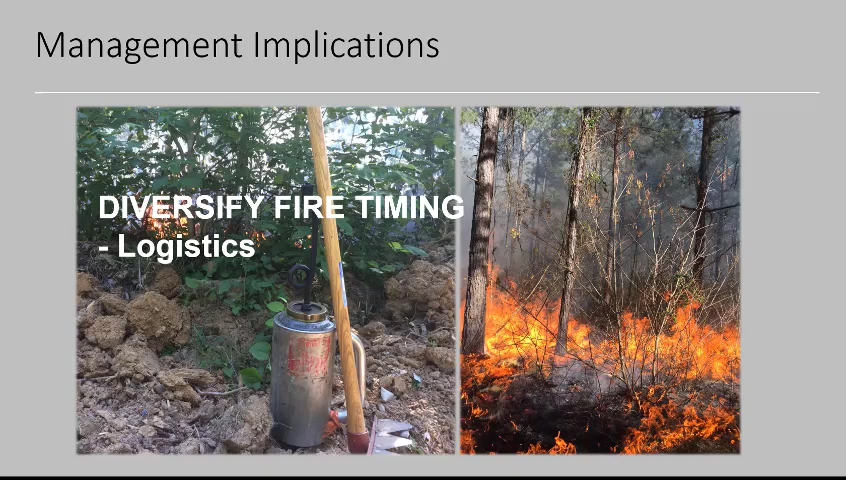 Management Implications
DIVERSIFY FIRE TIMING
- Logistics